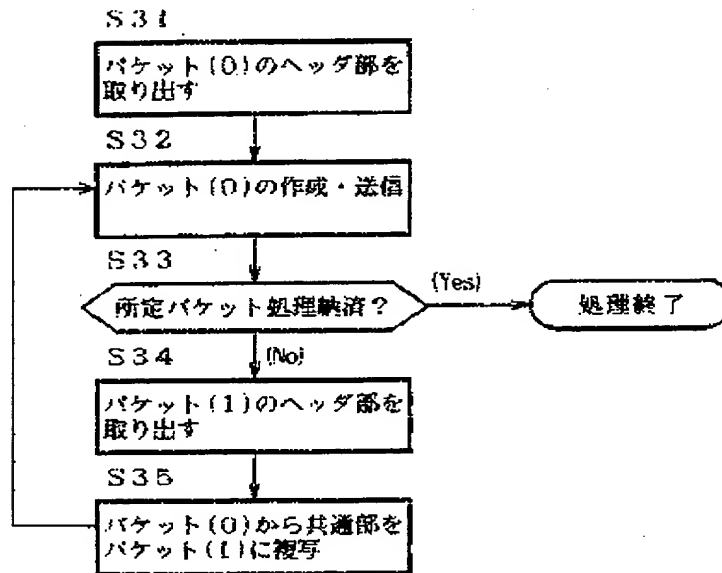 S31
パケット(0)のヘッダ部を
取り出す
S32
パケット(0)の作成・送信
S33
所定パケット処理終済?
(Yes)
処理終了
S34
(No)
パケット(1)のヘッダ部を
取り出す
S35
パケット(0)から共通部を
パケット(1)に複写